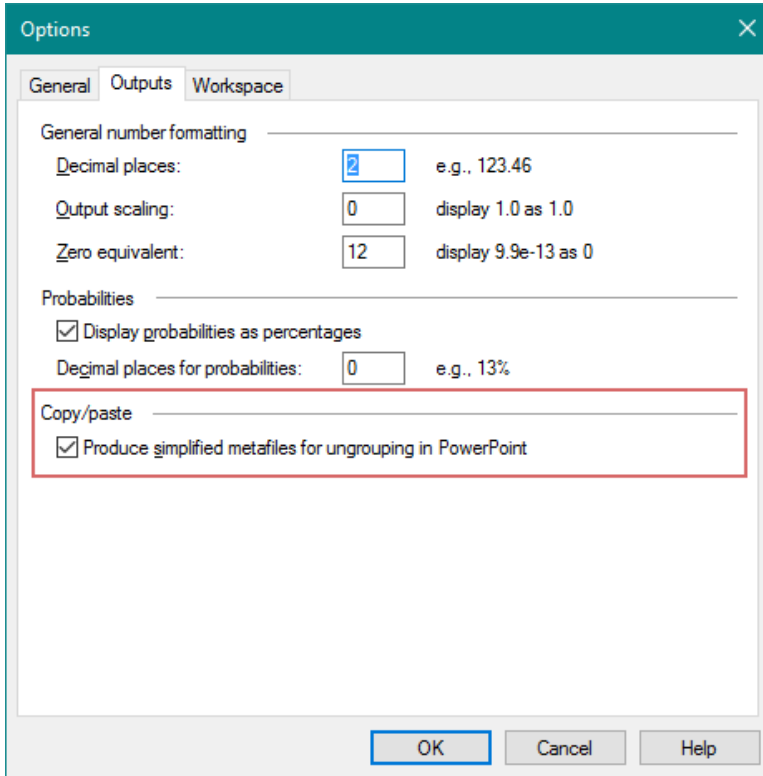 Options
General Outputs Workspace
General number formatting
Decimal places: 2 e.g., 123.46
Output scaling: 0 display 1.0 as 1.0
Zero equivalent: 12 display 9.9e-13 as 0
Probabilities
Display probabilities as percentages
Decimal places for probabilities: 0 e.g., 13%
Copy/paste
Produce simplified metafiles for ungrouping in PowerPoint
OK Cancel Help